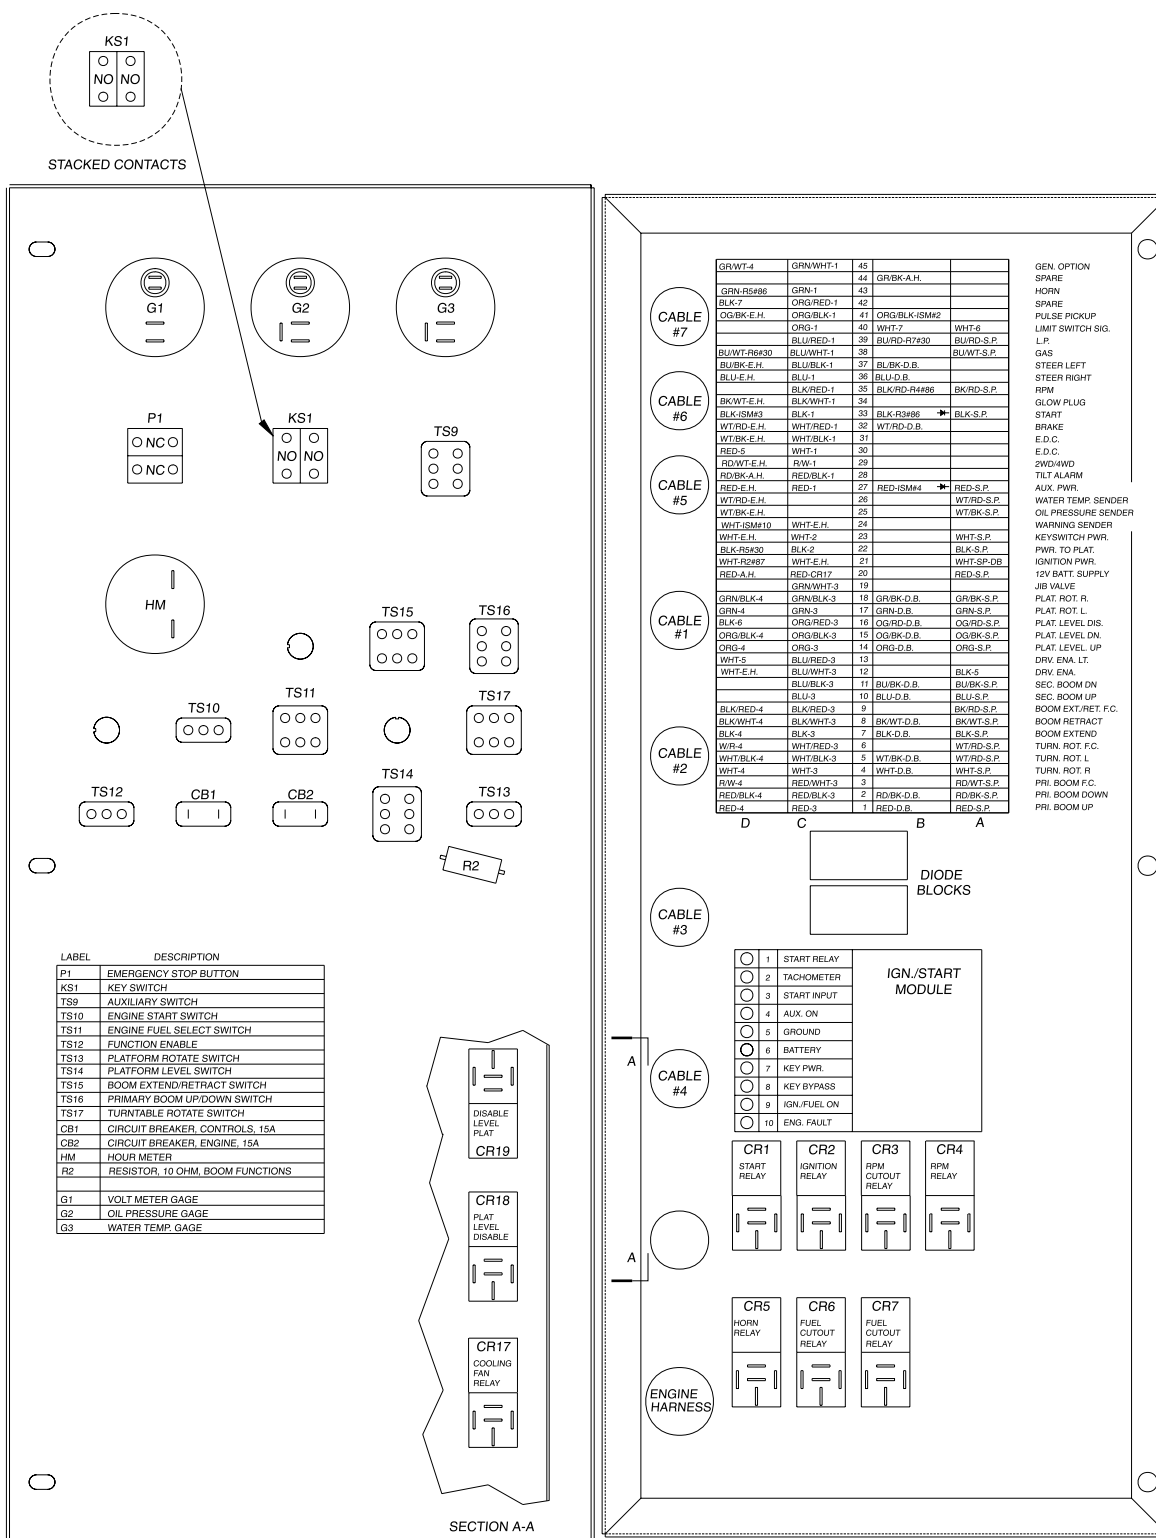 KS1
NO NO
STACKED CONTACTS
G1
G2
G3
P1
NC
NC
KS1
NO NO
TS9
HM
TS15
TS16
TS10
TS11
TS17
TS12
CB1
CB2
TS14
TS13
R2
LABEL DESCRIPTION
P1 EMERGENCY STOP BUTTON
KS1 KEY SWITCH
TS9 AUXILIARY SWITCH
TS10 ENGINE START SWITCH
TS11 ENGINE FUEL SELECT SWITCH
TS12 FUNCTION ENABLE
TS13 PLATFORM ROTATE SWITCH
TS14 PLATFORM LEVEL SWITCH
TS15 BOOM EXTEND/RETRACT SWITCH
TS16 PRIMARY BOOM UP/DOWN SWITCH
TS17 TURNTABLE ROTATE SWITCH
CB1 CIRCUIT BREAKER, CONTROLS, 15A
CB2 CIRCUIT BREAKER, ENGINE, 15A
HM HOUR METER
R2 RESISTOR, 10 OHM, BOOM FUNCTIONS
G1 VOLT METER GAGE
G2 OIL PRESSURE GAGE
G3 WATER TEMP. GAGE
DISABLE
LEVEL
PLAT
CR19
CR18
PLAT
LEVEL
DISABLE
CR17
COOLING
FAN
RELAY
SECTION A-A
CABLE
#7
CABLE
#6
CABLE
#5
CABLE
#1
CABLE
#2
CABLE
#3
CABLE
#4
ENGINE
HARNESS
A
A
GR/WT-4 GRN/WHT-1 45 GEN. OPTION
44 GR/BK-A.H. SPARE
GRN-R5#86 GRN-1 43 HORN
BLK-7 ORG/RED-1 42 SPARE
OG/BK-E.H. ORG/BLK-1 41 ORG/BLK-ISM#2 PULSE PICKUP
ORG-1 40 WHT-7 WHT-6 LIMIT SWITCH SIG.
BLU/RED-1 39 BU/RD-R7#30 BU/RD-S.P. L.P.
BU/WT-R6#30 BLU/WHT-1 38 BU/WT-S.P. GAS
BU/BK-E.H. BLU/BLK-1 37 BL/BK-D.B. STEER LEFT
BLU-E.H. BLU-1 36 BLU-D.B. STEER RIGHT
BLK/RED-1 35 BLK/RD-R4#86 BK/RD-S.P. RPM
BK/WT-E.H. BLK/WHT-1 34 GLOW PLUG
BLK-ISM#3 BLK-1 33 BLK-R3#86 BLK-S.P. START
WT/RD-E.H. WHT/RED-1 32 WT/RD-D.B. BRAKE
WT/BK-E.H. WHT/BLK-1 31 E.D.C.
RED-5 WHT-1 30 E.D.C.
RD/WT-E.H. R/W-1 29 2WD/4WD
RD/BK-A.H. RED/BLK-1 28 TILT ALARM
RED-E.H. RED-1 27 RED-ISM#4 RED-S.P. AUX. PWR.
WT/RD-E.H. 26 WT/RD-S.P. WATER TEMP. SENDER
WT/BK-E.H. 25 WT/BK-S.P. OIL PRESSURE SENDER
WHT-ISM#10 WHT-E.H. 24 WARNING SENDER
WHT-E.H. WHT-2 23 WHT-S.P. KEYSWITCH PWR.
BLK-R5#30 BLK-2 22 BLK-S.P. PWR. TO PLAT.
WHT-R2#87 WHT-E.H. 21 WHT-SP-DB IGNITION PWR.
RED-A.H. RED-CR17 20 RED-S.P. 12V BATT. SUPPLY
GRN/WHT-3 19 JIB VALVE
GRN/BLK-4 GRN/BLK-3 18 GR/BK-D.B. GR/BK-S.P. PLAT. ROT. R.
GRN-4 GRN-3 17 GRN-D.B. GRN-S.P. PLAT. ROT. L.
BLK-6 ORG/RED-3 16 OG/RD-D.B. OG/RD-S.P. PLAT. LEVEL DIS.
ORG/BLK-4 ORG/BLK-3 15 OG/BK-D.B. OG/BK-S.P. PLAT. LEVEL DN.
ORG-4 ORG-3 14 ORG-D.B. ORG-S.P. PLAT. LEVEL. UP
WHT-5 BLU/RED-3 13 DRV. ENA. LT.
WHT-E.H. BLU/WHT-3 12 BLK-5 DRV. ENA.
BLU/BLK-3 11 BU/BK-D.B. BU/BK-S.P. SEC. BOOM DN
BLU-3 10 BLU-D.B. BLU-S.P. SEC. BOOM UP
BLK/RED-4 BLK/RED-3 9 BK/RD-S.P. BOOM EXT./RET. F.C.
BLK/WHT-4 BLK/WHT-3 8 BK/WT-D.B. BK/WT-S.P. BOOM RETRACT
BLK-4 BLK-3 7 BLK-D.B. BLK-S.P. BOOM EXTEND
W/R-4 WHT/RED-3 6 WT/RD-S.P. TURN. ROT. F.C.
WHT/BLK-4 WHT/BLK-3 5 WT/BK-D.B. WT/RD-S.P. TURN. ROT. L
WHT-4 WHT-3 4 WHT-D.B. WHT-S.P. TURN. ROT. R
R/W-4 RED/WHT-3 3 RD/WT-S.P. PRI. BOOM F.C.
RED/BLK-4 RED/BLK-3 2 RD/BK-D.B. RD/BK-S.P. PRI. BOOM DOWN
RED-4 RED-3 1 RED-D.B. RED-S.P. PRI. BOOM UP
D C B A
DIODE
BLOCKS
1 START RELAY
2 TACHOMETER
3 START INPUT
4 AUX. ON
5 GROUND
6 BATTERY
7 KEY PWR.
8 KEY BYPASS
9 IGN./FUEL ON
10 ENG. FAULT
IGN./START
MODULE
CR1
START
RELAY
CR2
IGNITION
RELAY
CR3
RPM
CUTOUT
RELAY
CR4
RPM
RELAY
CR5
HORN
RELAY
CR6
FUEL
CUTOUT
RELAY
CR7
FUEL
CUTOUT
RELAY